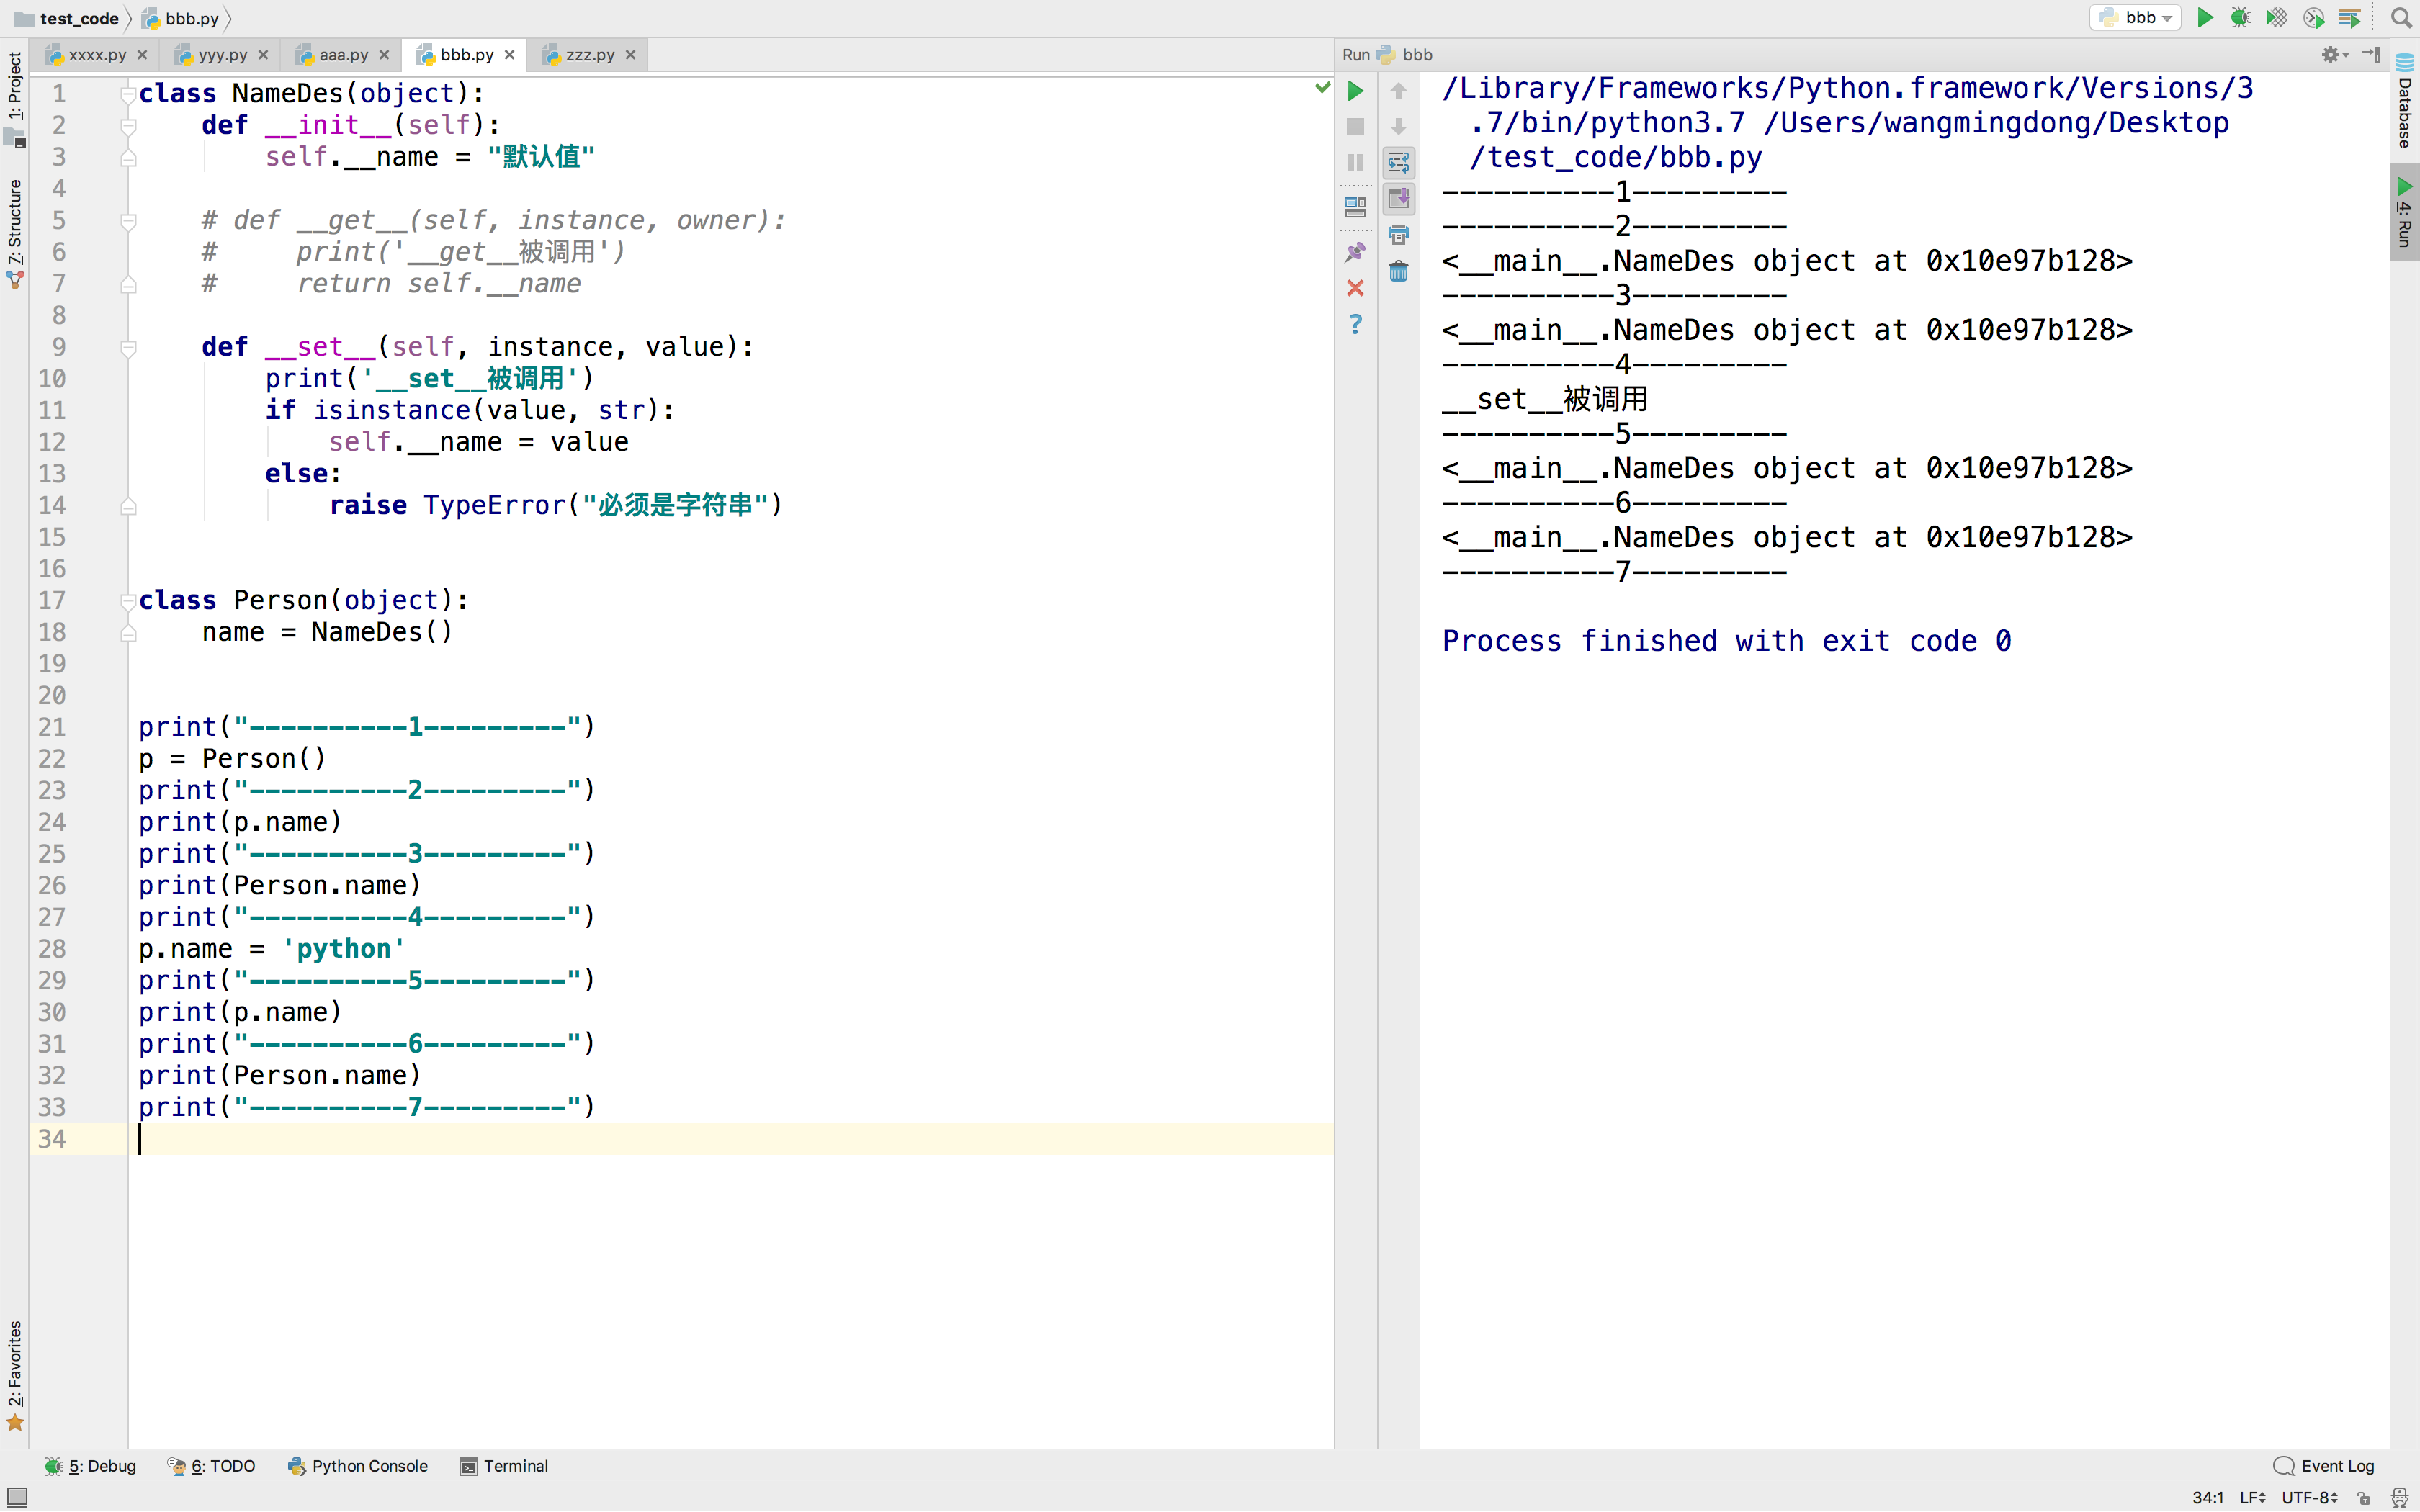 test_code
bbb.py
bbb
xxxx.py
yyy.py
aaa.py
bbb.py
zzz.py
Run bbb
1: Project
7: Structure
2: Favorites
Database
4: Run
1 class NameDes(object):
2     def __init__(self):
3         self.__name = "默认值"
4
5     # def __get__(self, instance, owner):
6     #     print('__get__被调用')
7     #     return self.__name
8
9     def __set__(self, instance, value):
10         print('__set__被调用')
11         if isinstance(value, str):
12             self.__name = value
13         else:
14             raise TypeError("必须是字符串")
15
16
17 class Person(object):
18     name = NameDes()
19
20
21 print("----------1---------")
22 p = Person()
23 print("----------2---------")
24 print(p.name)
25 print("----------3---------")
26 print(Person.name)
27 print("----------4---------")
28 p.name = 'python'
29 print("----------5---------")
30 print(p.name)
31 print("----------6---------")
32 print(Person.name)
33 print("----------7---------")
34
/Library/Frameworks/Python.framework/Versions/3
.7/bin/python3.7 /Users/wangmingdong/Desktop
/test_code/bbb.py
----------1---------
----------2---------
<__main__.NameDes object at 0x10e97b128>
----------3---------
<__main__.NameDes object at 0x10e97b128>
----------4---------
__set__被调用
----------5---------
<__main__.NameDes object at 0x10e97b128>
----------6---------
<__main__.NameDes object at 0x10e97b128>
----------7---------
Process finished with exit code 0
5: Debug
6: TODO
Python Console
Terminal
Event Log
34:1 LF UTF-8